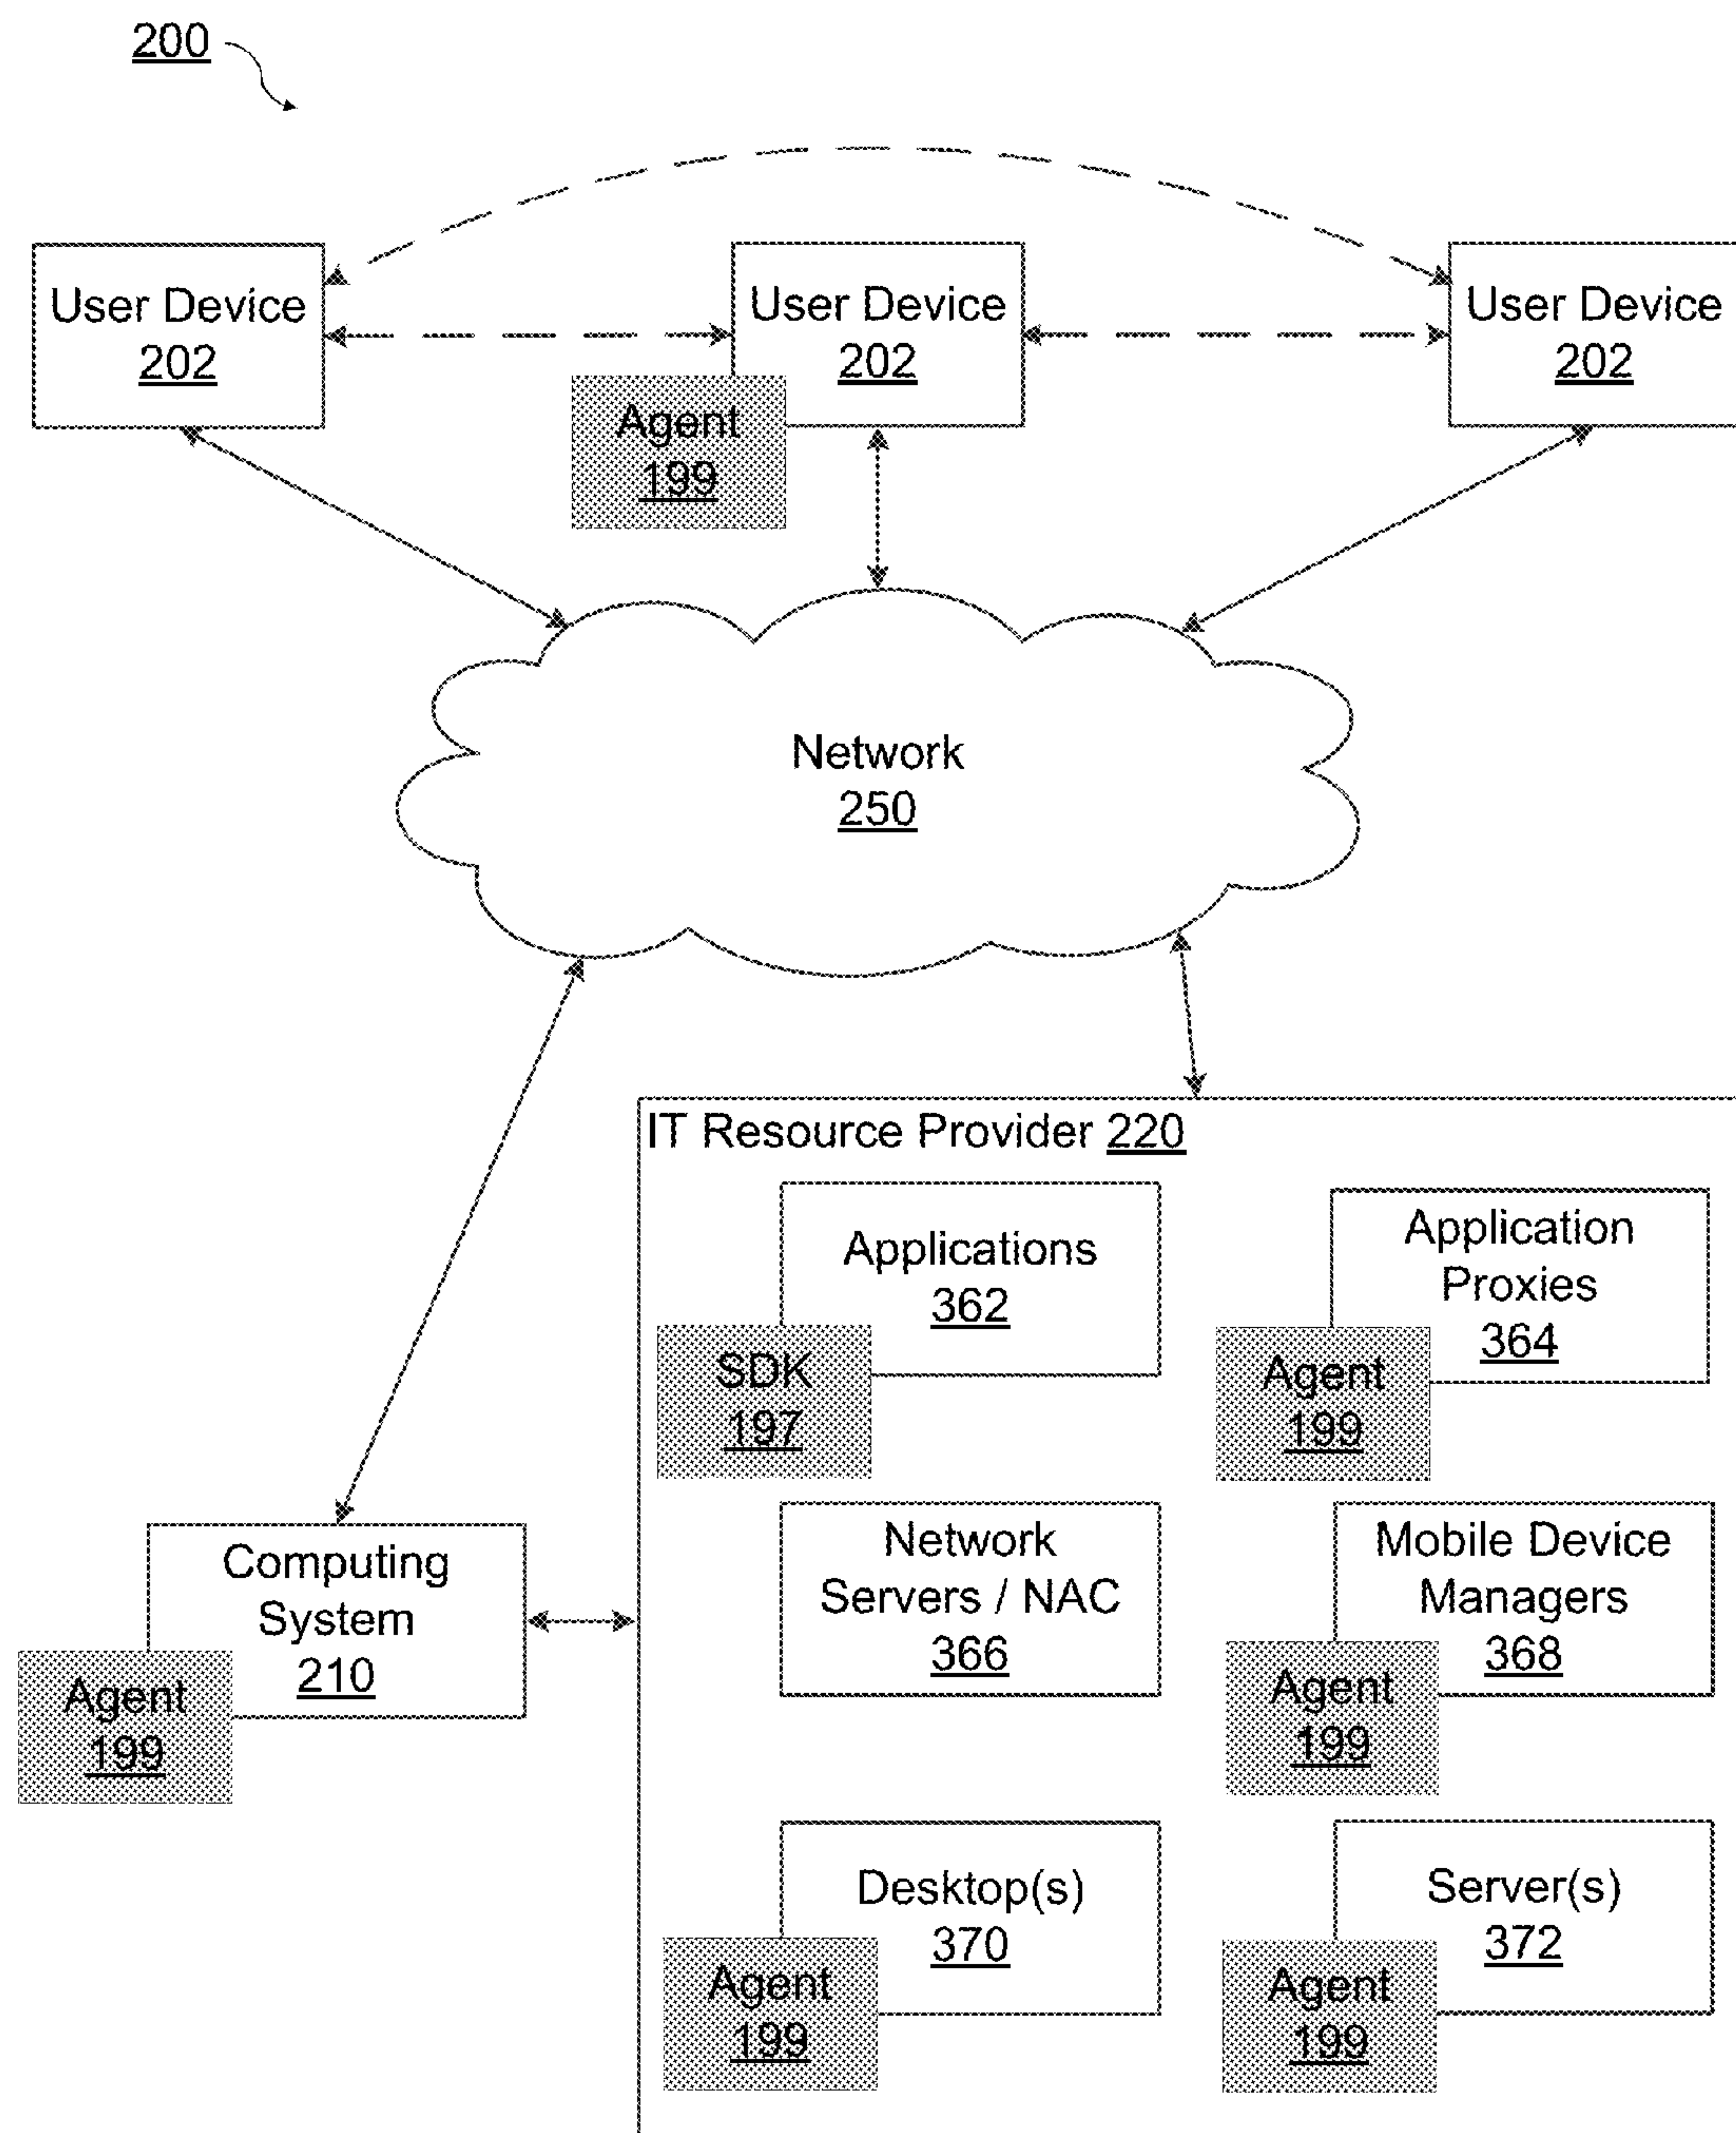 200
User Device
202
User Device
202
User Device
202
Agent
199
Network
250
IT Resource Provider 220
Applications
362
SDK
197
Application
Proxies
364
Agent
199
Computing
System
210
Agent
199
Network
Servers / NAC
366
Mobile Device
Managers
368
Agent
199
Desktop(s)
370
Agent
199
Server(s)
372
Agent
199